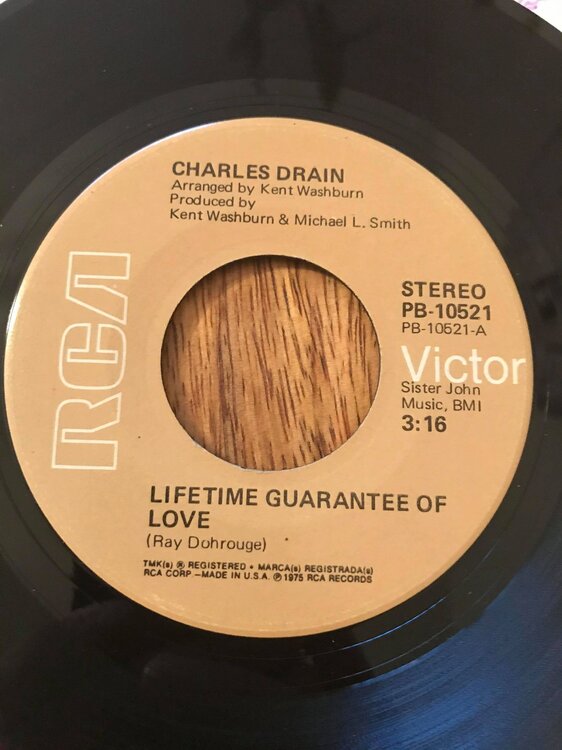 CHARLES DRAIN
Arranged by Kent Washburn
Produced by
Kent Washburn & Michael L. Smith
RCA
STEREO
PB-10521
PB-10521-A
Victor
Sister John
Music, BMI
3:16
LIFETIME GUARANTEE OF
LOVE
(Ray Dohrouge)
TMK(s) ® REGISTERED • MARCA(s) REGISTRADA(s)
RCA CORP –MADE IN U.S.A. ℗ 1975 RCA RECORDS